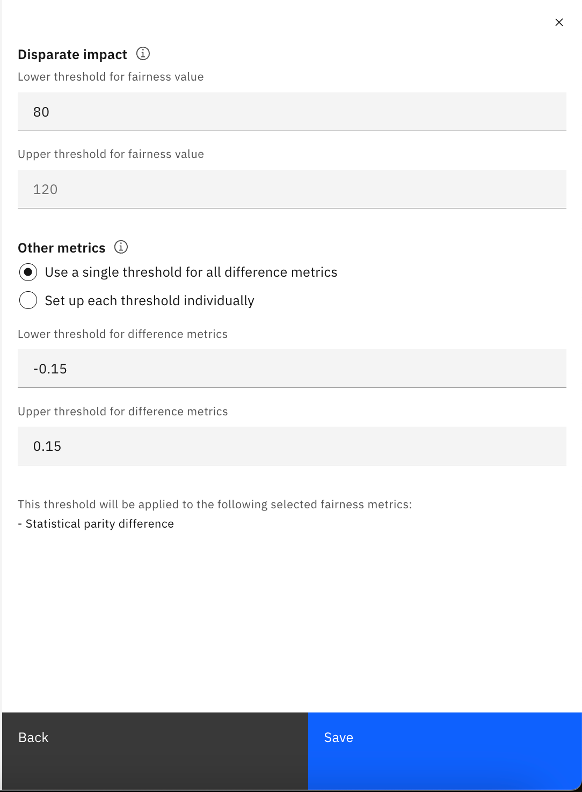 Disparate impact
Lower threshold for fairness value
80
Upper threshold for fairness value
120
Other metrics
Use a single threshold for all difference metrics
Set up each threshold individually
Lower threshold for difference metrics
-0.15
Upper threshold for difference metrics
0.15
This threshold will be applied to the following selected fairness metrics:
- Statistical parity difference
Back
Save